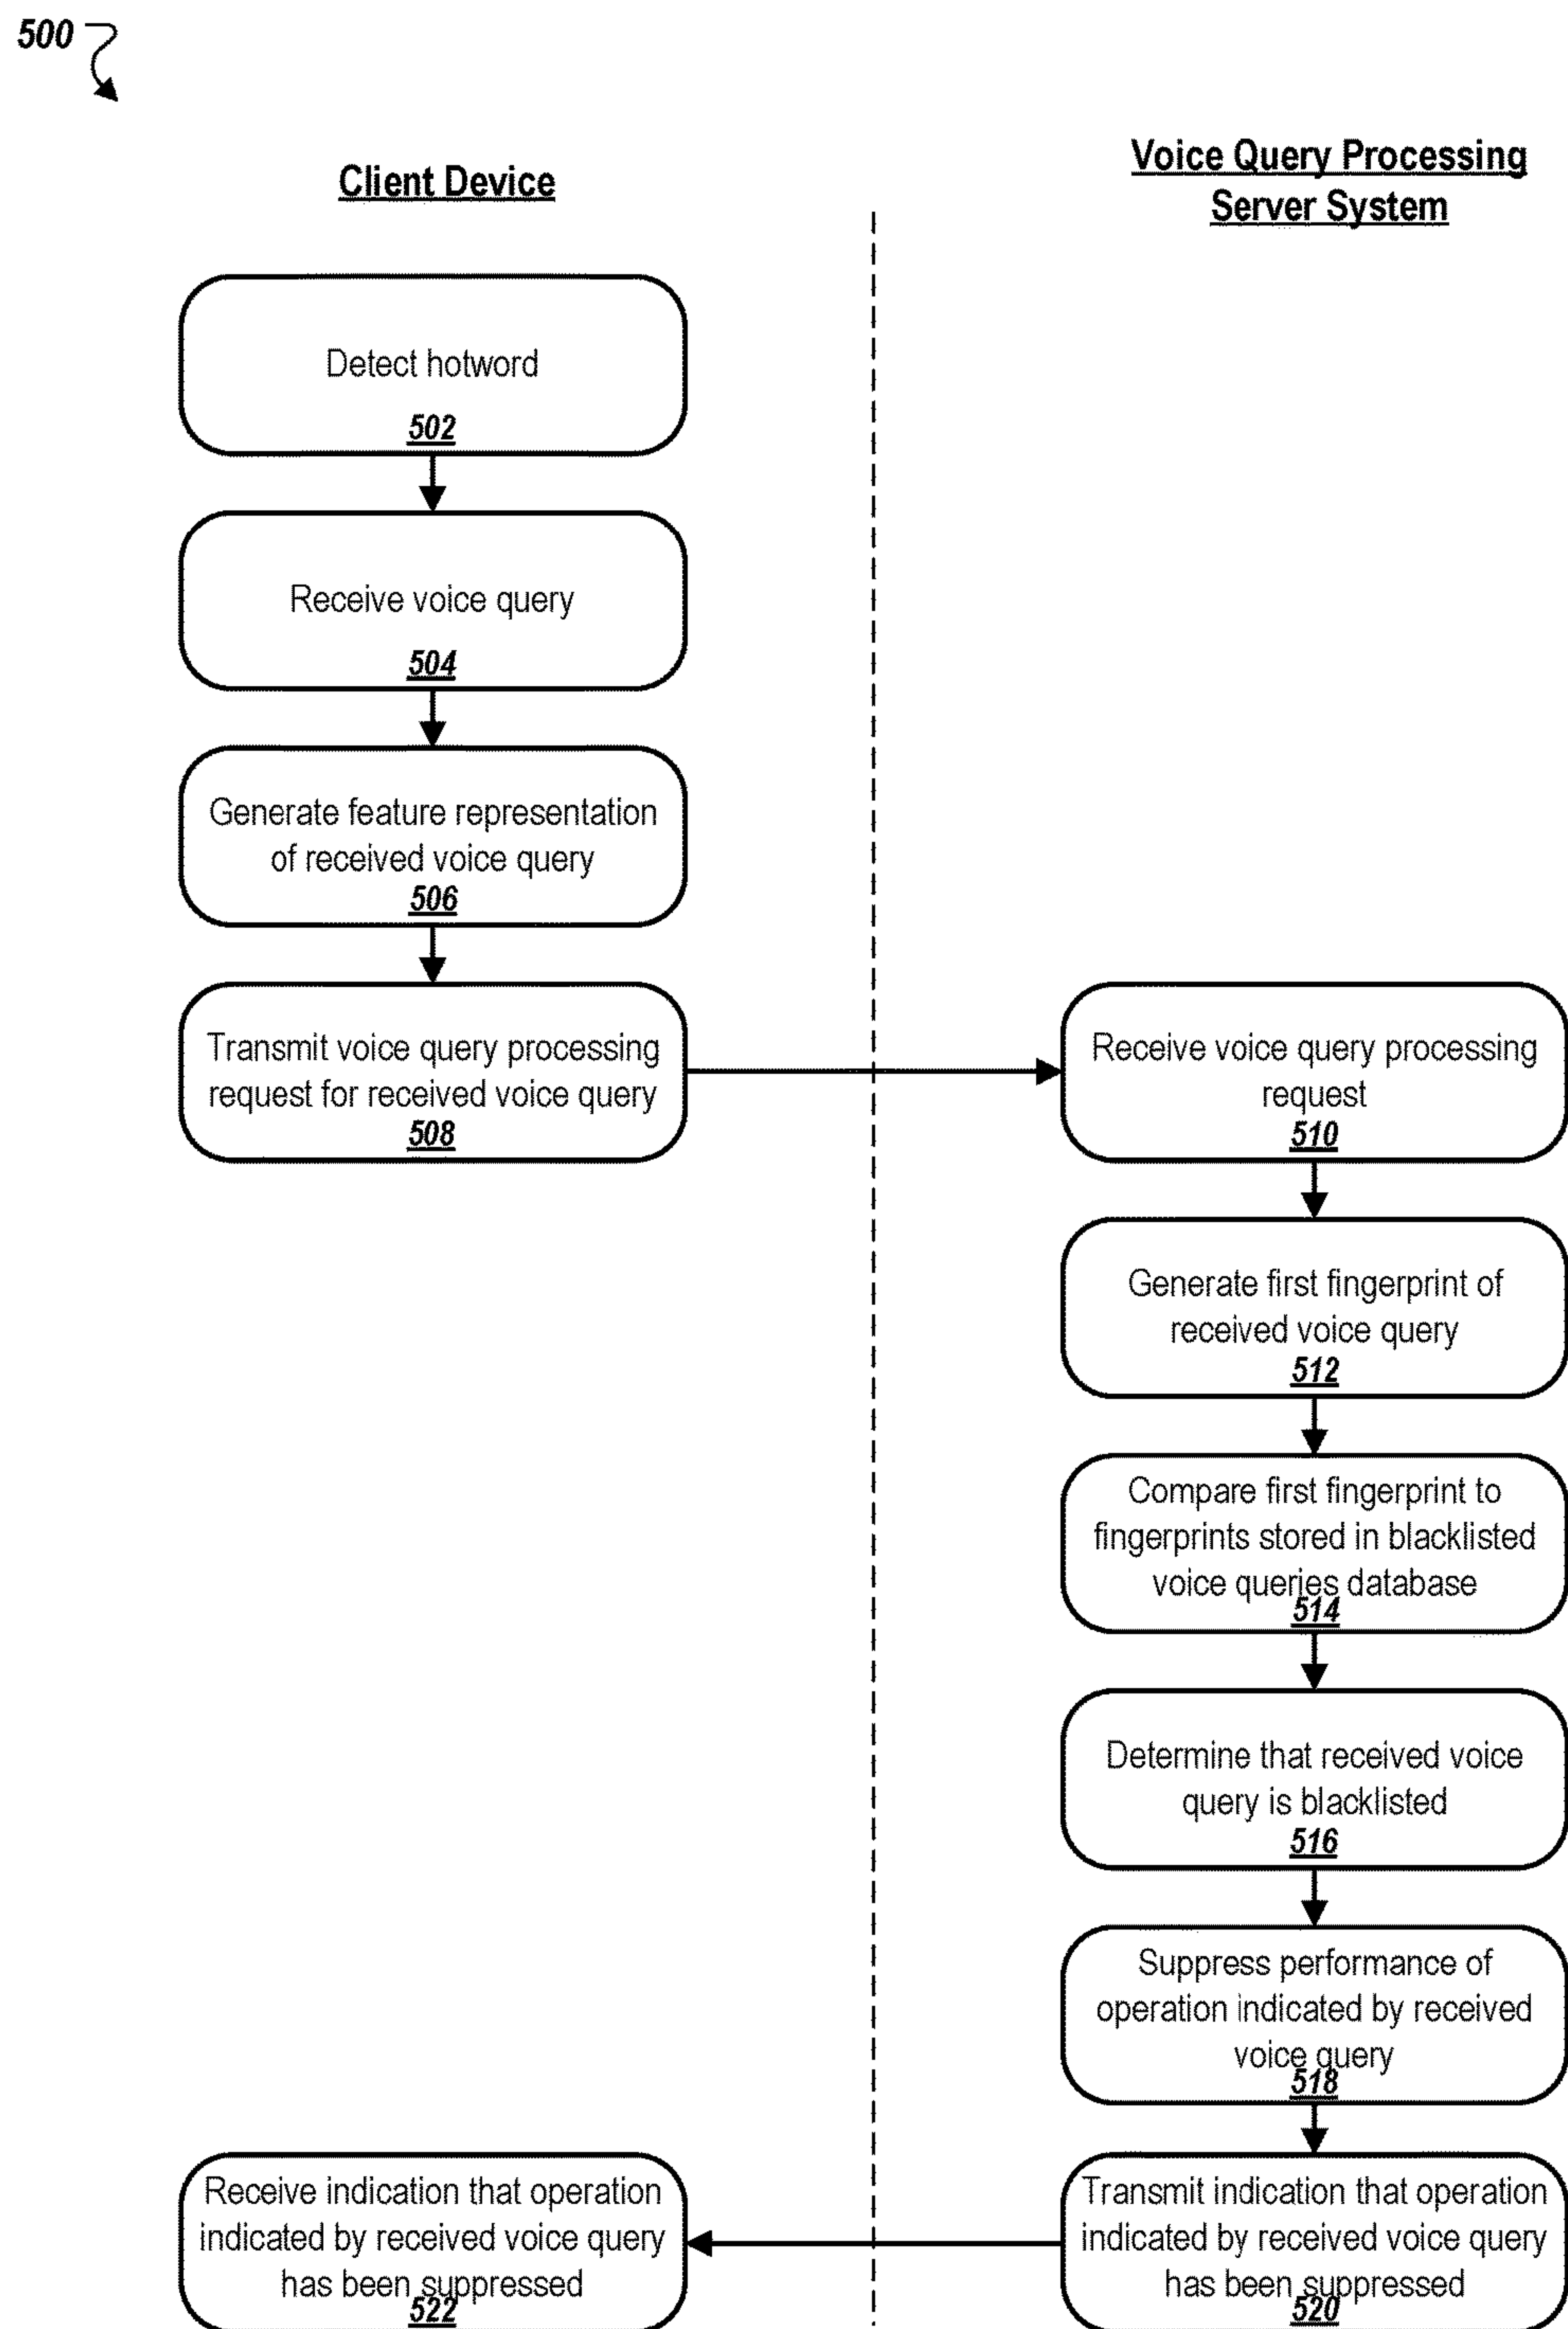 500
Client Device
Voice Query Processing
Server System
Detect hotword
502
Receive voice query
504
Generate feature representation
of received voice query
506
Transmit voice query processing
request for received voice query
508
Receive voice query processing
request
510
Generate first fingerprint of
received voice query
512
Compare first fingerprint to
fingerprints stored in blacklisted
voice queries database
514
Determine that received voice
query is blacklisted
516
Suppress performance of
operation indicated by received
voice query
518
Transmit indication that operation
indicated by received voice query
has been suppressed
520
Receive indication that operation
indicated by received voice query
has been suppressed
522